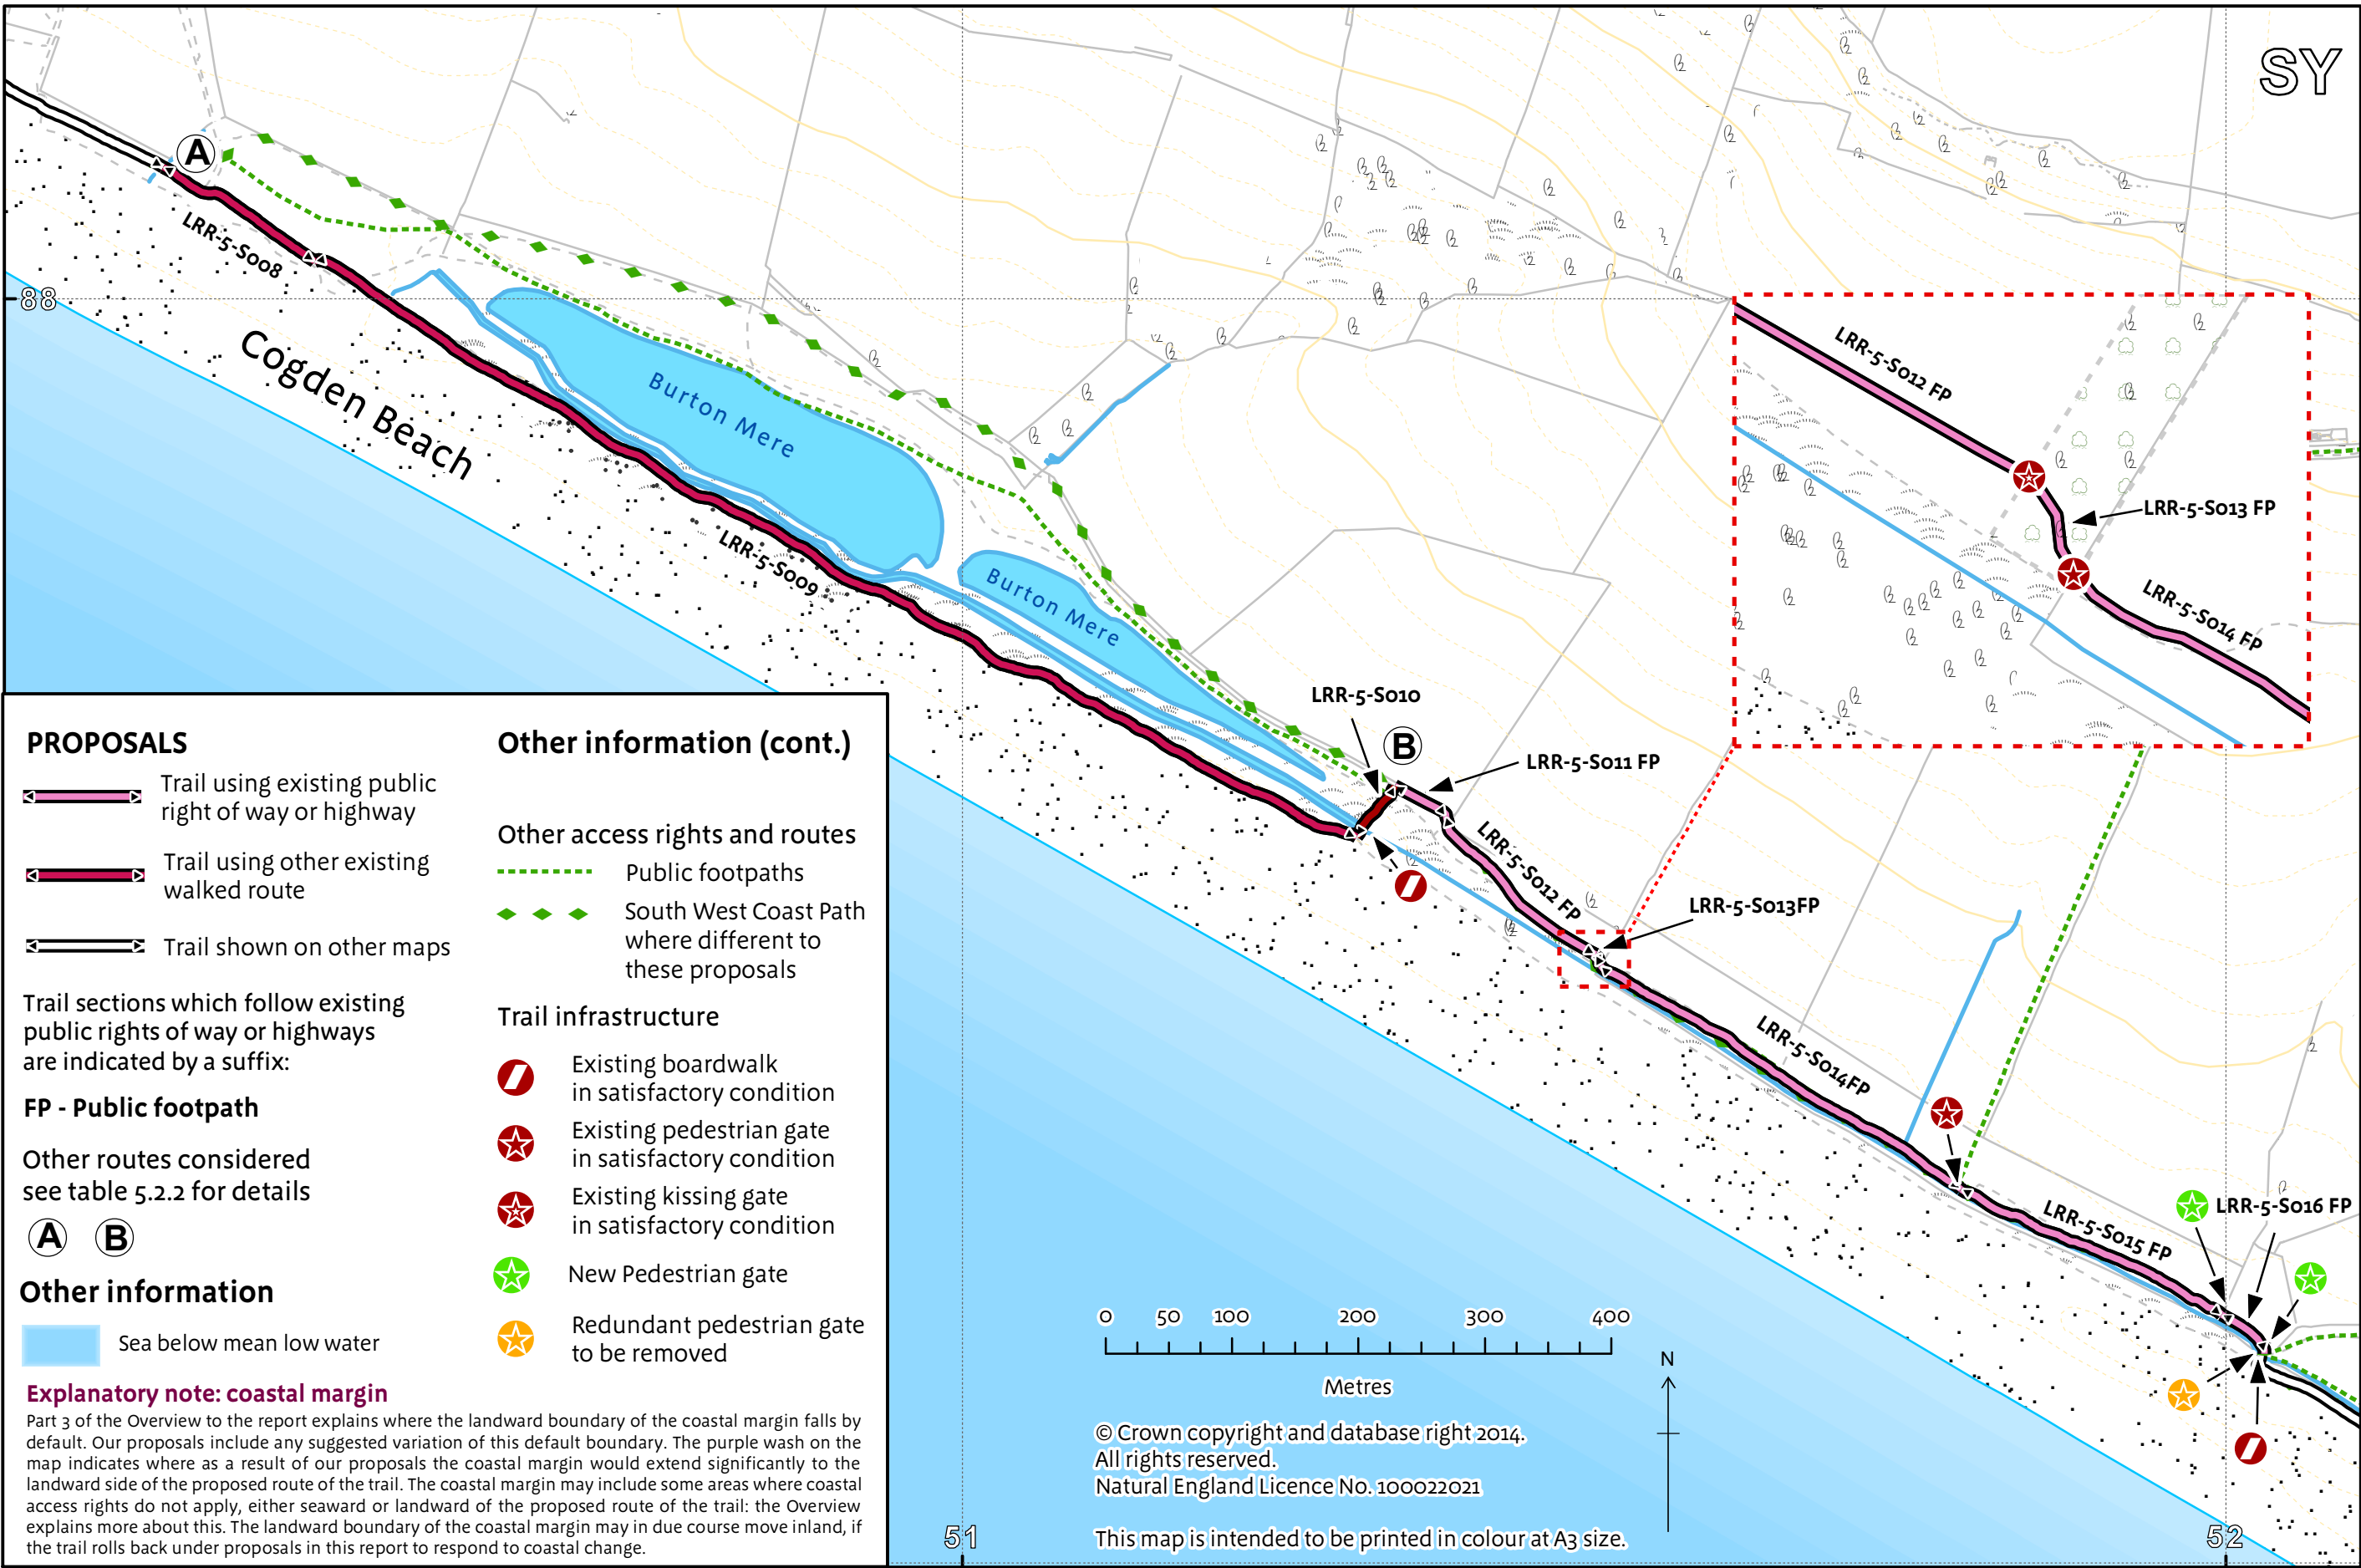 SY
A
LRR-5-S008
88
Cogden Beach
Burton Mere
LRR-5-S009
Burton Mere
LRR-5-S012 FP
LRR-5-S013 FP
LRR-5-S014 FP
LRR-5-S010
B
LRR-5-S011 FP
LRR-5-S012 FP
LRR-5-S013FP
LRR-5-S014FP
LRR-5-S015 FP
LRR-5-S016 FP
PROPOSALS
Trail using existing public
right of way or highway
Trail using other existing
walked route
Trail shown on other maps
Trail sections which follow existing
public rights of way or highways
are indicated by a suffix:
FP - Public footpath
Other routes considered
see table 5.2.2 for details
A B
Other information
Sea below mean low water
Other information (cont.)
Other access rights and routes
Public footpaths
South West Coast Path
where different to
these proposals
Trail infrastructure
Existing boardwalk
in satisfactory condition
Existing pedestrian gate
in satisfactory condition
Existing kissing gate
in satisfactory condition
New Pedestrian gate
Redundant pedestrian gate
to be removed
Explanatory note: coastal margin
Part 3 of the Overview to the report explains where the landward boundary of the coastal margin falls by
default. Our proposals include any suggested variation of this default boundary. The purple wash on the
map indicates where as a result of our proposals the coastal margin would extend significantly to the
landward side of the proposed route of the trail. The coastal margin may include some areas where coastal
access rights do not apply, either seaward or landward of the proposed route of the trail: the Overview
explains more about this. The landward boundary of the coastal margin may in due course move inland, if
the trail rolls back under proposals in this report to respond to coastal change.
0 50 100 200 300 400
Metres
N
© Crown copyright and database right 2014.
All rights reserved.
Natural England Licence No. 100022021
This map is intended to be printed in colour at A3 size.
51
52